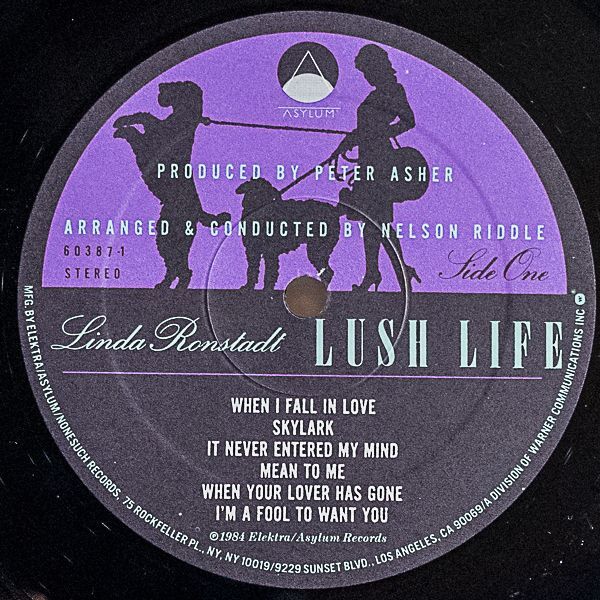 ASYLUM
PRODUCED BY PETER ASHER
ARRANGED & CONDUCTED BY NELSON RIDDLE
60387-1
STEREO
Side One
Linda Ronstadt LUSH LIFE
WHEN I FALL IN LOVE
SKYLARK
IT NEVER ENTERED MY MIND
MEAN TO ME
WHEN YOUR LOVER HAS GONE
I'M A FOOL TO WANT YOU
℗1984 Elektra/Asylum Records
MFG. BY ELEKTRA/ASYLUM/NONESUCH RECORDS, 75 ROCKFELLER PL., NY, NY 10019/9229 SUNSET BLVD., LOS ANGELES, CA 90069/A DIVISION OF WARNER COMMUNICATIONS INC